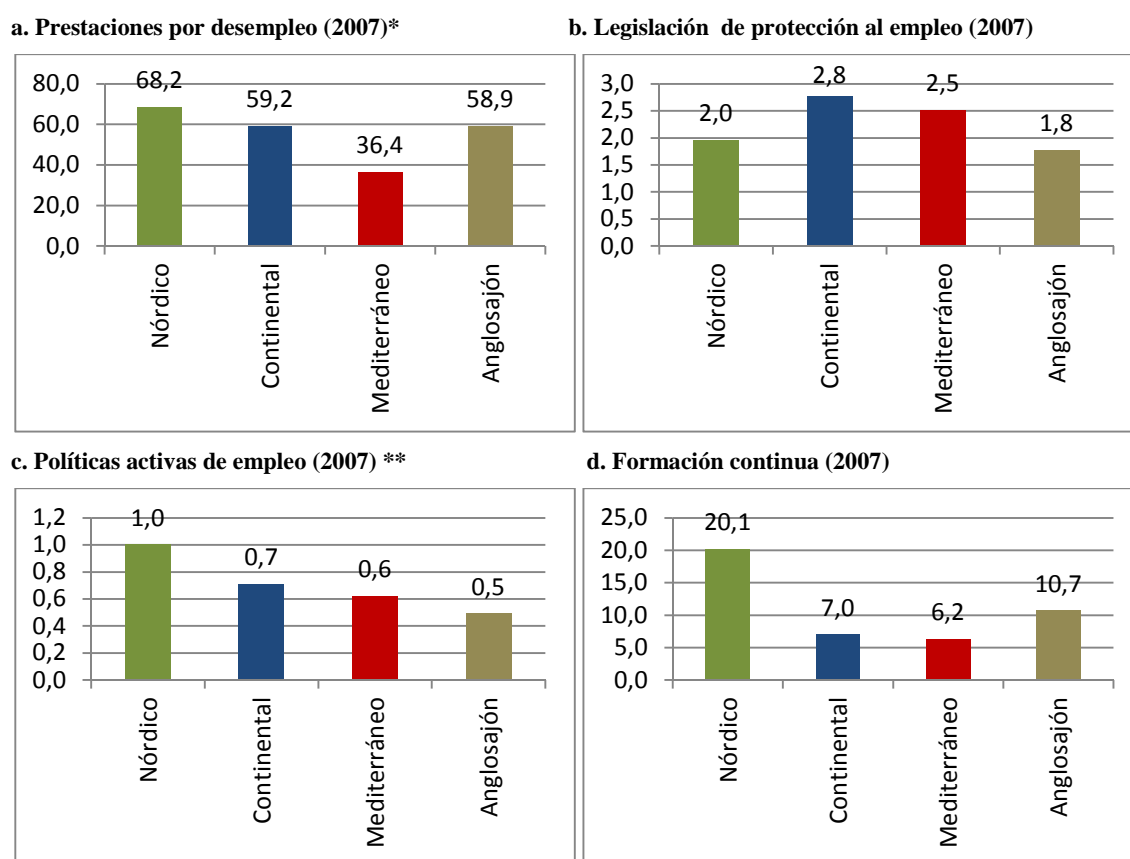 a. Prestaciones por desempleo (2007)*
80,0
60,0
40,0
20,0
0,0
68,2
59,2
36,4
58,9
Nórdico
Continental
Mediterráneo
Anglosajón
b. Legislación de protección al empleo (2007)
3,0
2,5
2,0
1,5
1,0
0,5
0,0
2,0
2,8
2,5
1,8
Nórdico
Continental
Mediterráneo
Anglosajón
c. Políticas activas de empleo (2007) **
1,2
1,0
0,8
0,6
0,4
0,2
0,0
1,0
0,7
0,6
0,5
Nórdico
Continental
Mediterráneo
Anglosajón
d. Formación continua (2007)
25,0
20,0
15,0
10,0
5,0
0,0
20,1
7,0
6,2
10,7
Nórdico
Continental
Mediterráneo
Anglosajón